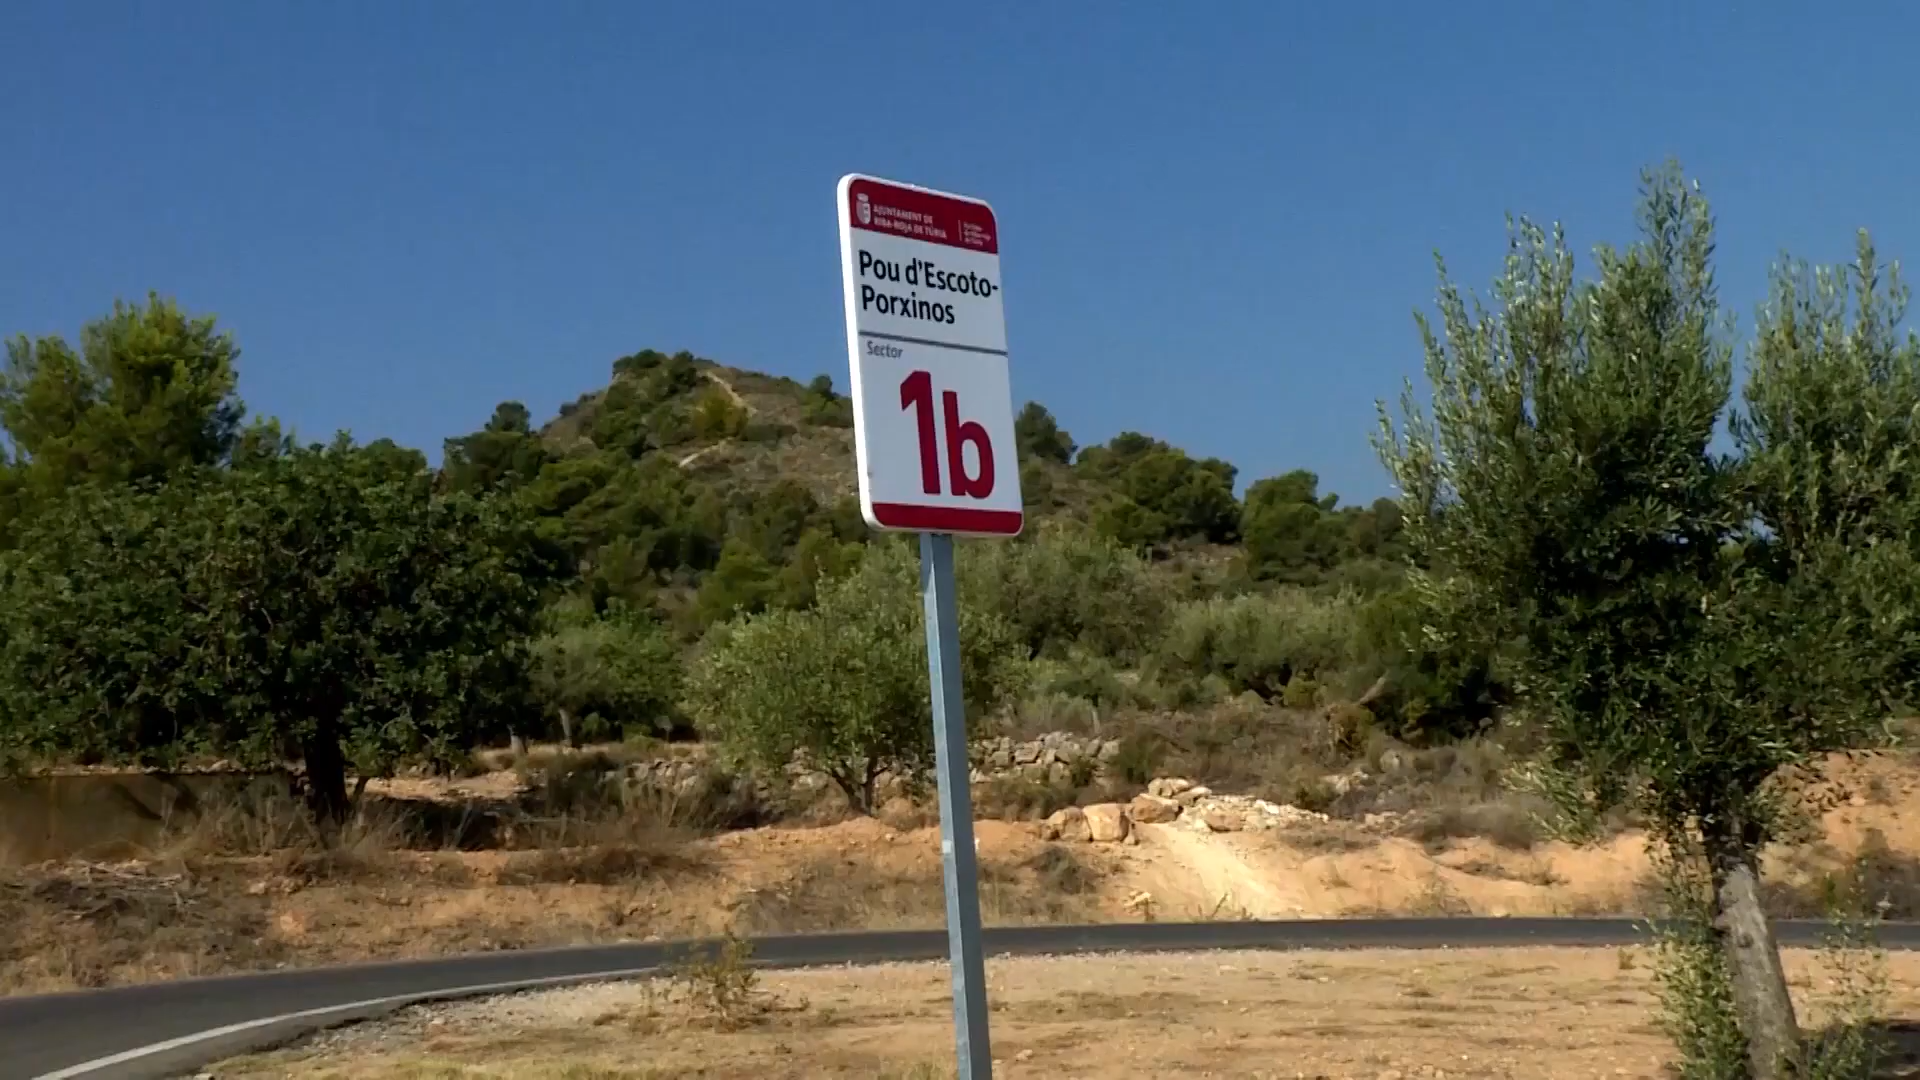 AJUNTAMENT DE
RIBA-ROJA DE TÚRIA
Pou d'Escoto-
Porxinos
Sector
1b